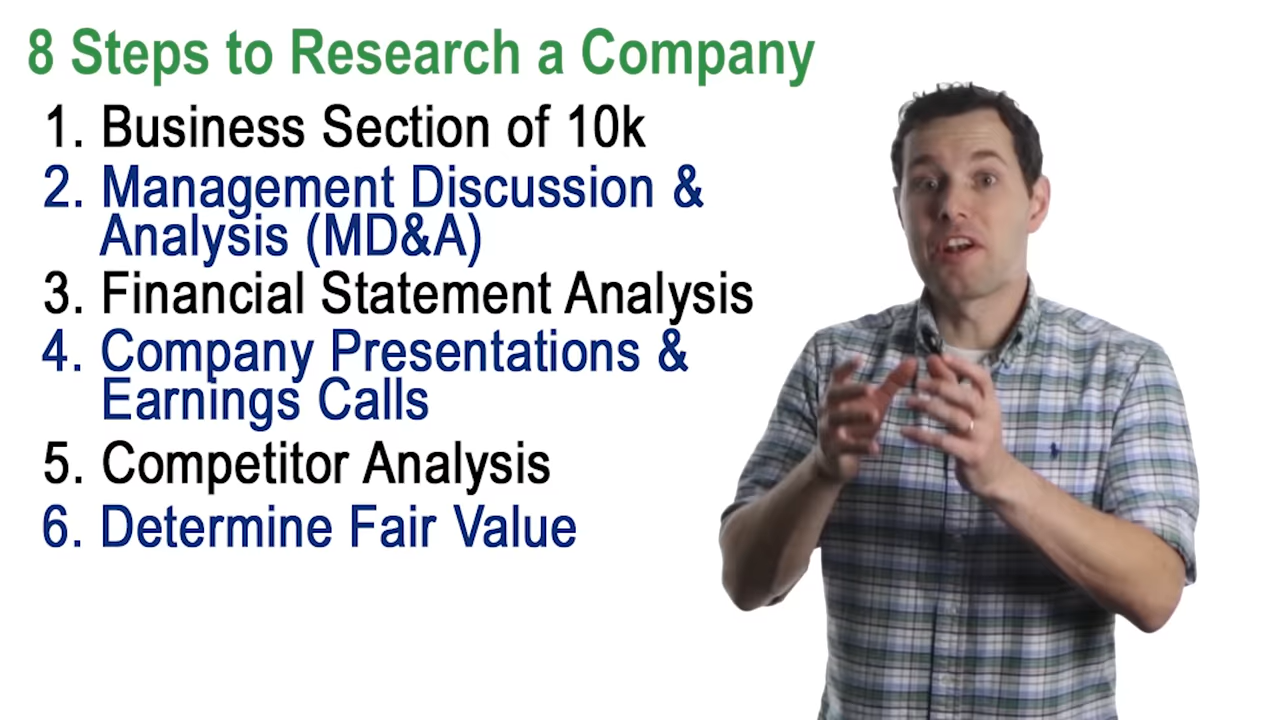 8 Steps to Research a Company
1. Business Section of 10k
2. Management Discussion &
Analysis (MD&A)
3. Financial Statement Analysis
4. Company Presentations &
Earnings Calls
5. Competitor Analysis
6. Determine Fair Value